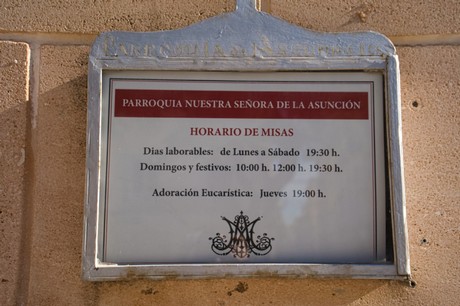 PARROQUIA NUESTRA SEÑORA DE LA ASUNCIÓN
HORARIO DE MISAS
Dias laborables: de Lunes a Sábado 19:30 h.
Domingos y festivos: 10:00 h. 12:00 h. 19:30 h.
Adoración Eucarística: Jueves 19:00 h.